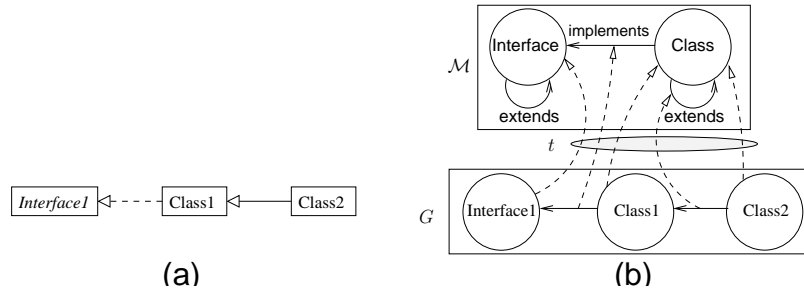 implements
Interface
Class
M
extends
extends
t
Interface1
Class1
Class2
G
Interface1
Class1
Class2
(a)
(b)